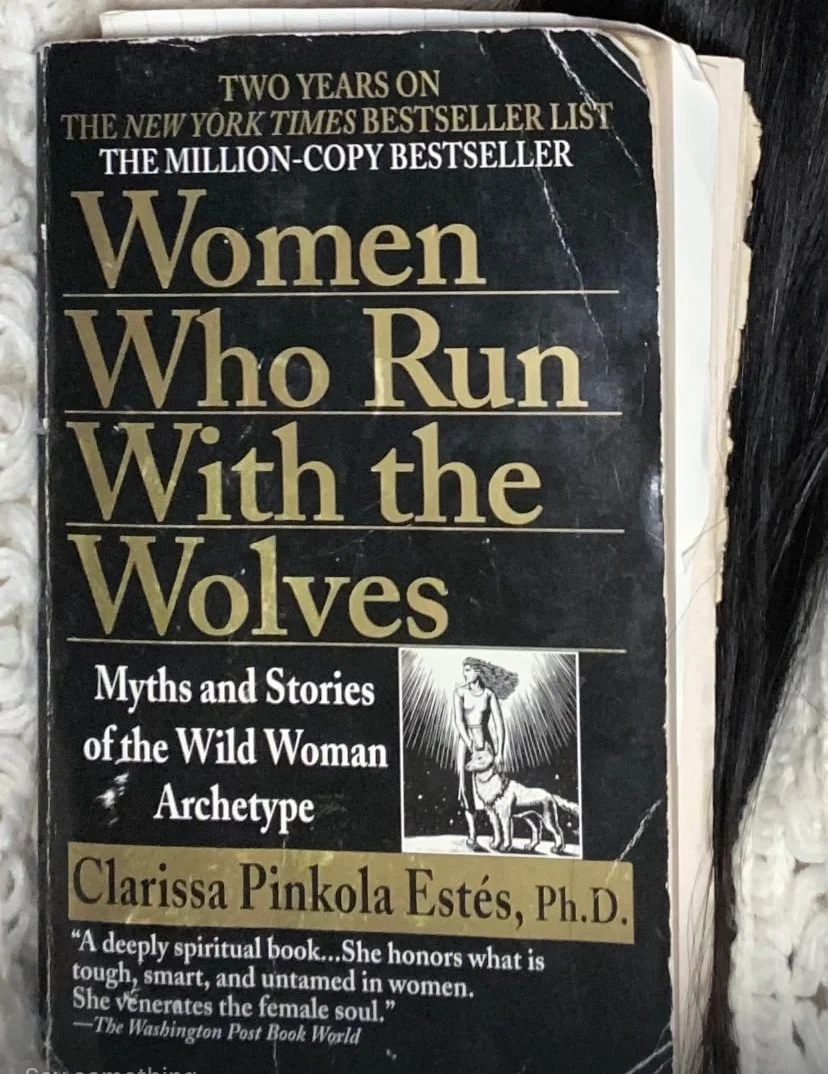 TWO YEARS ON
THE NEW YORK TIMES BESTSELLER LIST
THE MILLION-COPY BESTSELLER
Women
Who Run
With the
Wolves
Myths and Stories
of the Wild Woman
Archetype
Clarissa Pinkola Estés, Ph.D.
“A deeply spiritual book...She honors what is
tough, smart, and untamed in women.
She venerates the female soul.”
—The Washington Post Book World